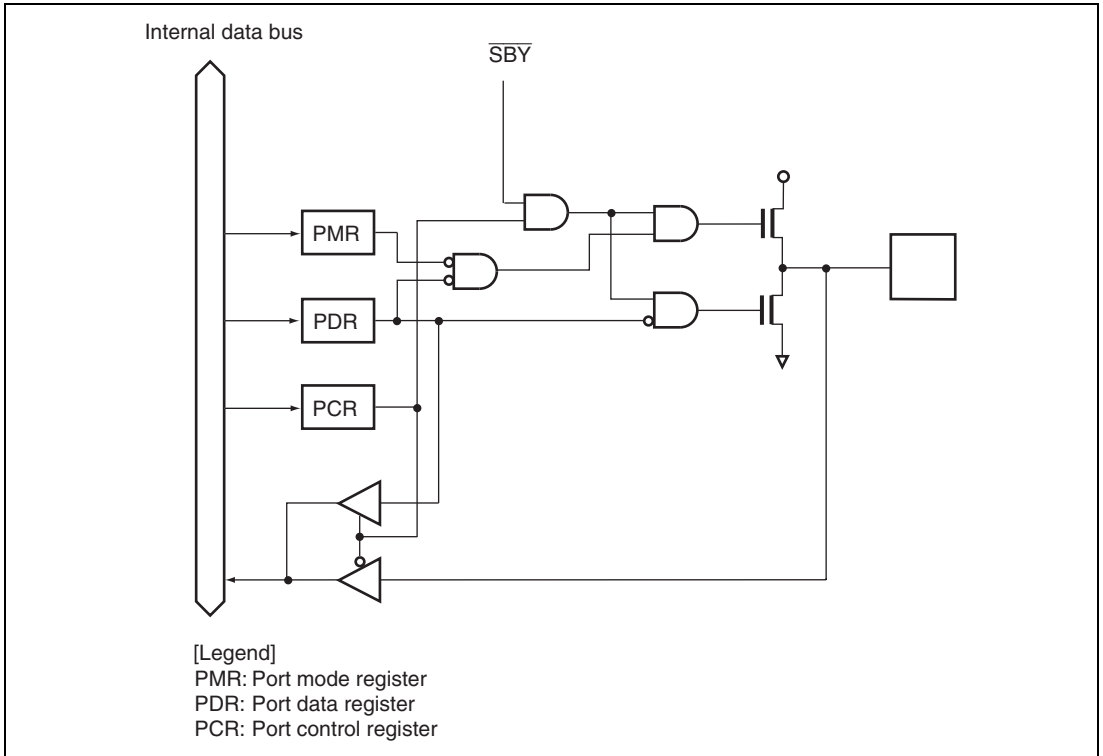 Internal data bus
SBY
PMR
PDR
PCR
[Legend]
PMR: Port mode register
PDR: Port data register
PCR: Port control register